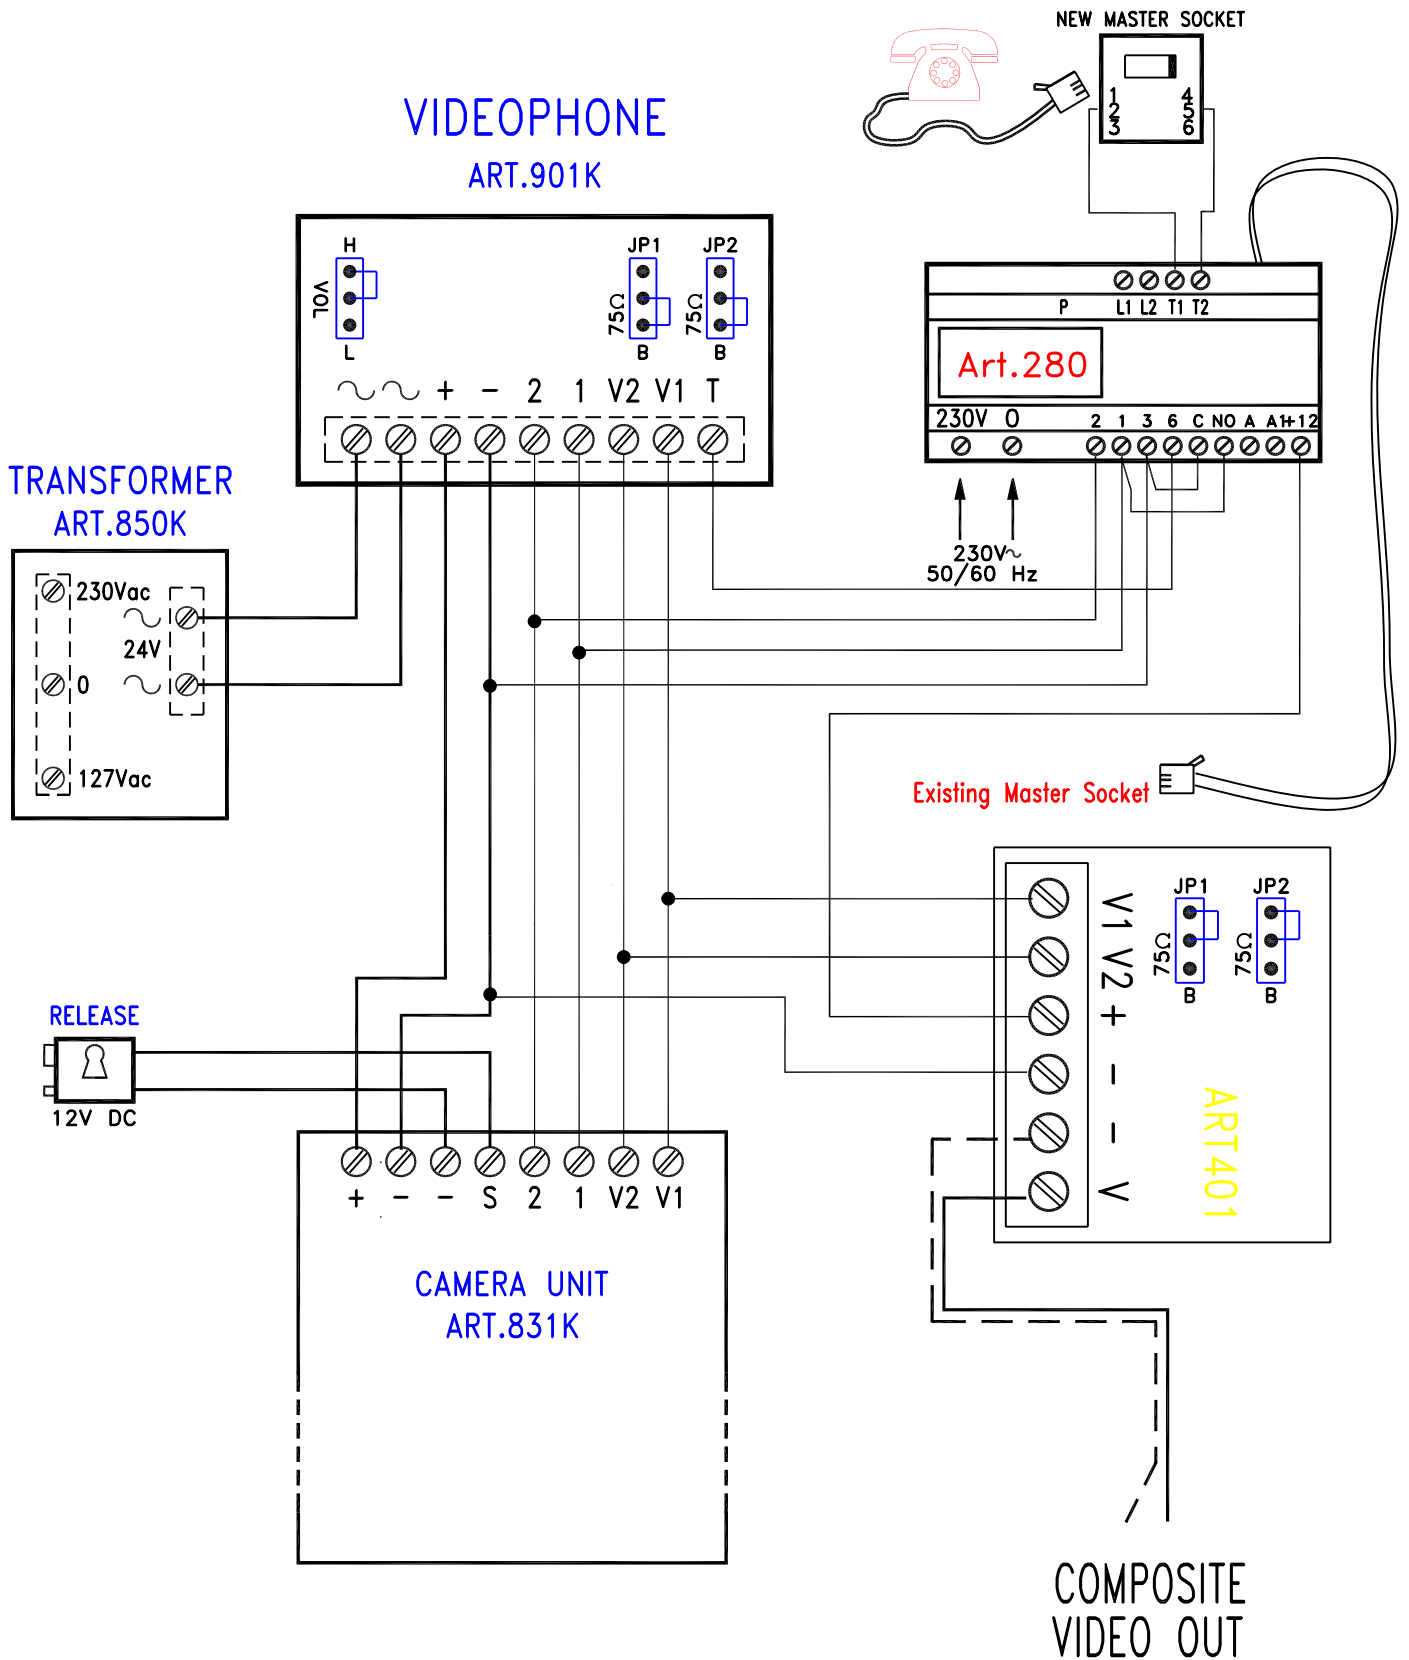 NEW MASTER SOCKET
1 4
2 5
3 6
VIDEOPHONE
ART.901K
H JP1 JP2
VOL 75Ω 75Ω
L B B
+ - 2 1 V2 V1 T
P L1 L2 T1 T2
Art.280
230V O 2 1 3 6 C NO A A1 +12
230V~
50/60 Hz
TRANSFORMER
ART.850K
230Vac
24V
0
127Vac
Existing Master Socket
JP1 JP2
75Ω 75Ω
B B
V1
V2
+
-
-
V
ART401
RELEASE
12V DC
+ - - S 2 1 V2 V1
CAMERA UNIT
ART.831K
COMPOSITE
VIDEO OUT